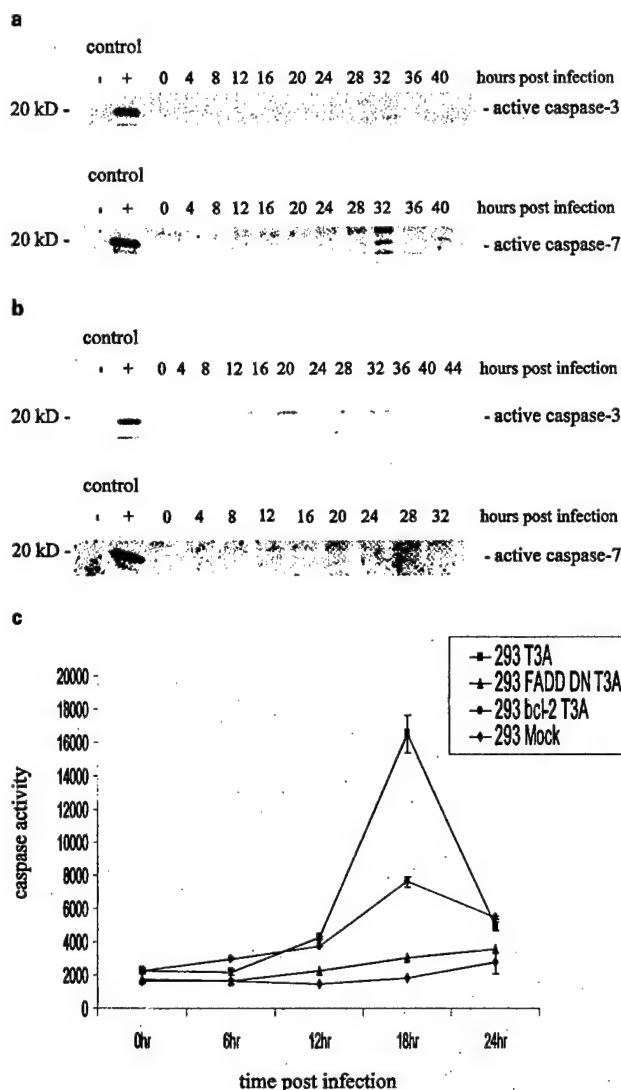 a
control
- + 0 4 8 12 16 20 24 28 32 36 40 hours post infection
20 kD - - active caspase-3
control
- + 0 4 8 12 16 20 24 28 32 36 40 hours post infection
20 kD - - active caspase-7
b
control
- + 0 4 8 12 16 20 24 28 32 36 40 44 hours post infection
20 kD - - active caspase-3
control
- + 0 4 8 12 16 20 24 28 32 hours post infection
20 kD - - active caspase-7
c
293 T3A
293 FADD DN T3A
293 bcl-2 T3A
293 Mock
20000
18000
16000
14000
12000
10000
8000
6000
4000
2000
0
caspase activity
0hr 6hr 12hr 18hr 24hr
time post infection